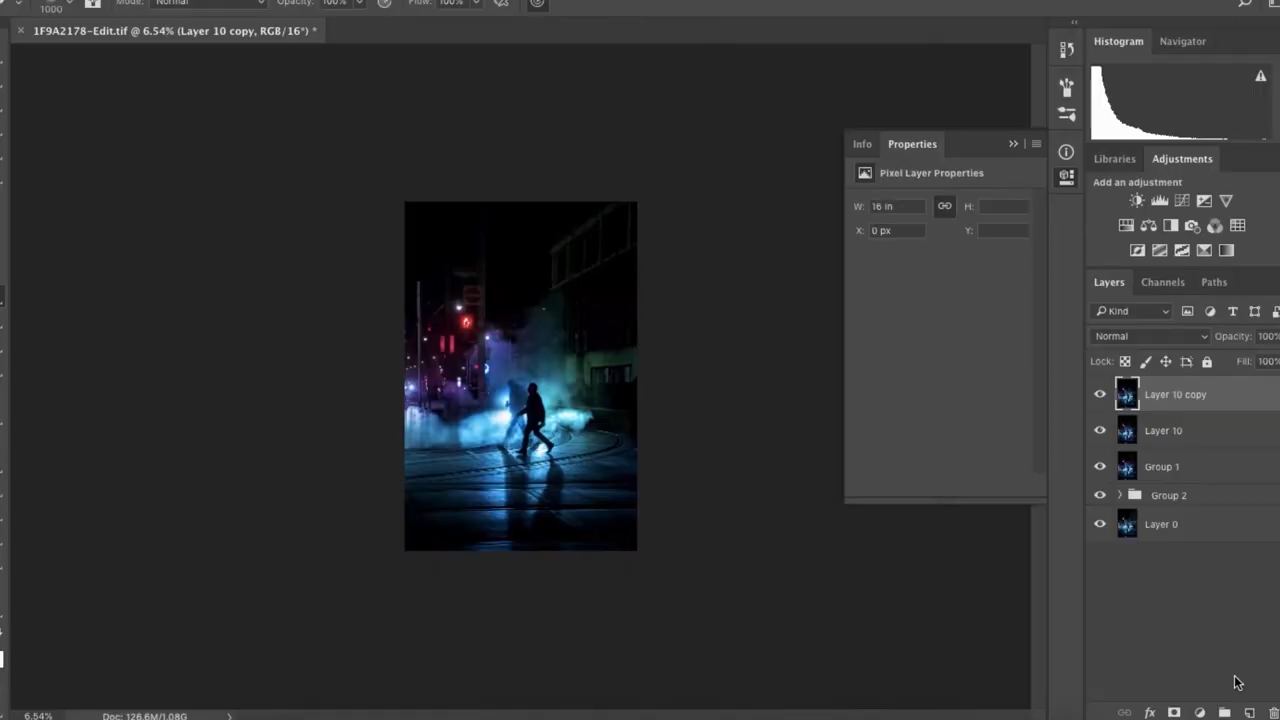 1000 Mode: Normal Opacity: 100% Flow: 100%
× 1F9A2178-Edit.tif @ 6.54% (Layer 10 copy, RGB/16*) *
Histogram Navigator
Info Properties
Libraries Adjustments
Pixel Layer Properties
Add an adjustment
W: 16 in H:
X: 0 px Y:
Layers Channels Paths
Kind
Normal Opacity: 100%
Lock: Fill: 100%
Layer 10 copy
Layer 10
Group 1
Group 2
Layer 0
6.54% Doc: 126.6M/1.08G